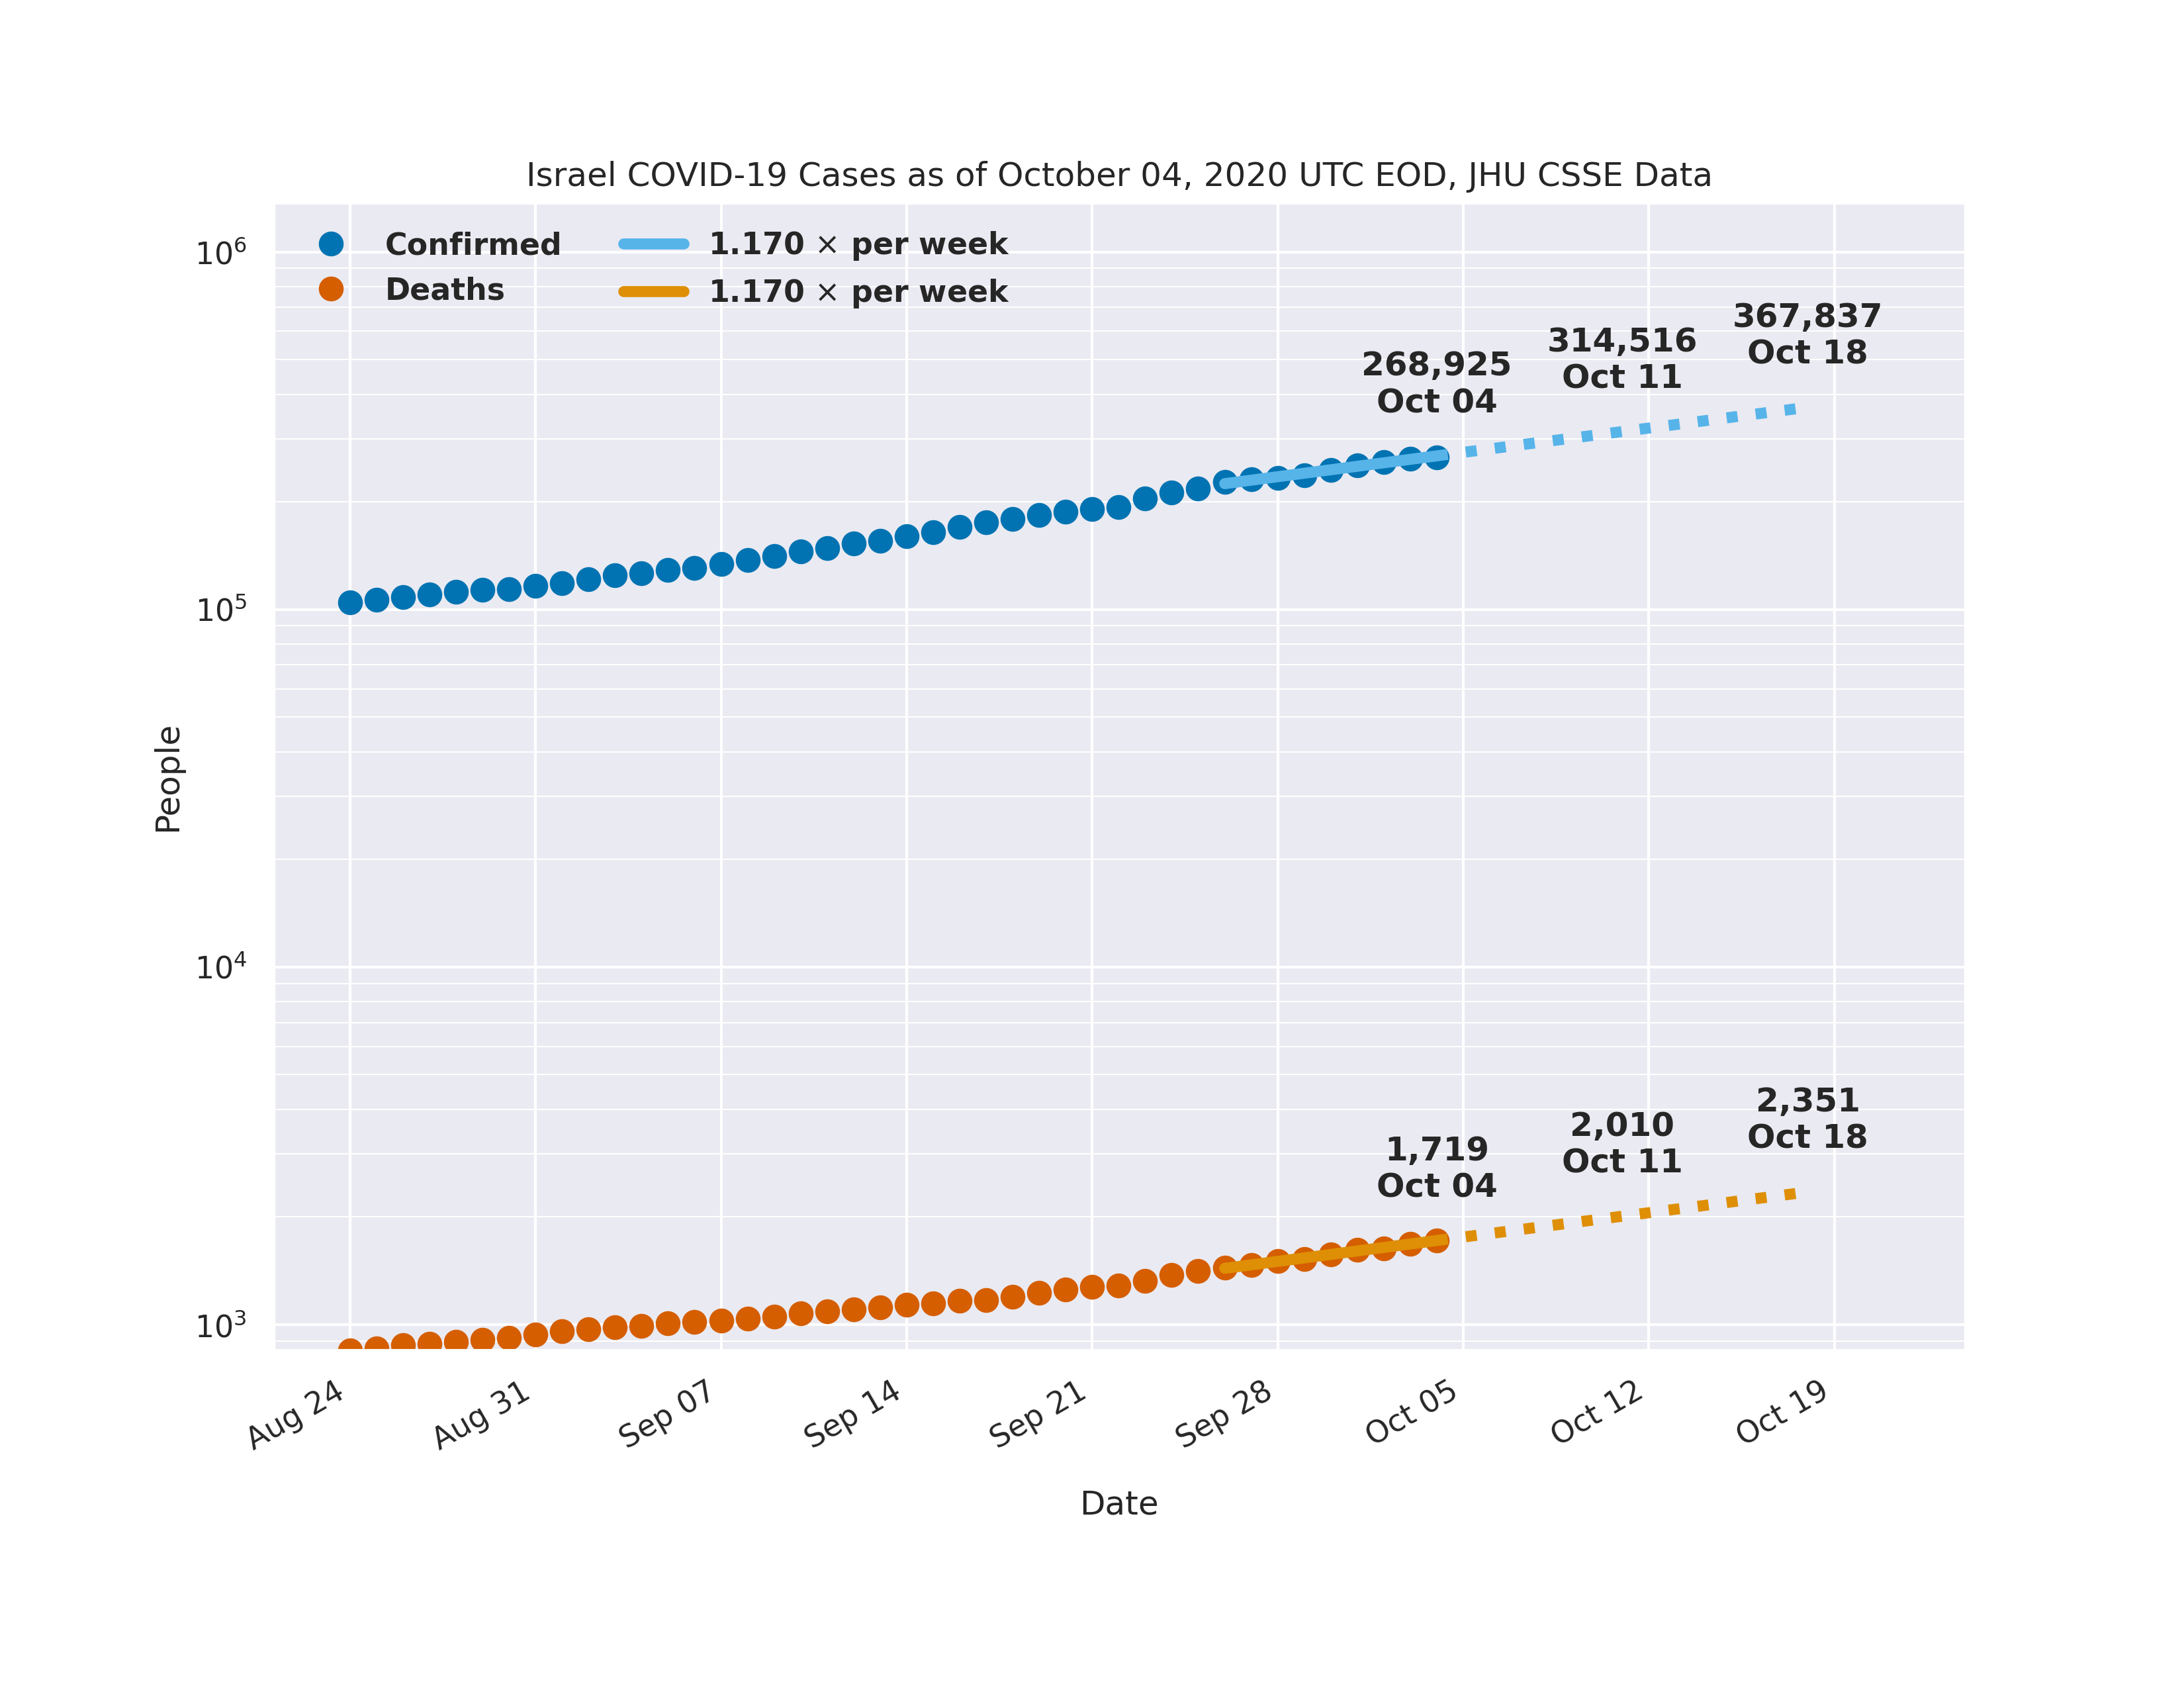 Israel COVID-19 Cases as of October 04, 2020 UTC EOD, JHU CSSE Data
Confirmed
Deaths
1.170 × per week
1.170 × per week
10⁶
10⁵
10⁴
10³
People
268,925
Oct 04
314,516
Oct 11
367,837
Oct 18
1,719
Oct 04
2,010
Oct 11
2,351
Oct 18
Aug 24
Aug 31
Sep 07
Sep 14
Sep 21
Sep 28
Oct 05
Oct 12
Oct 19
Date